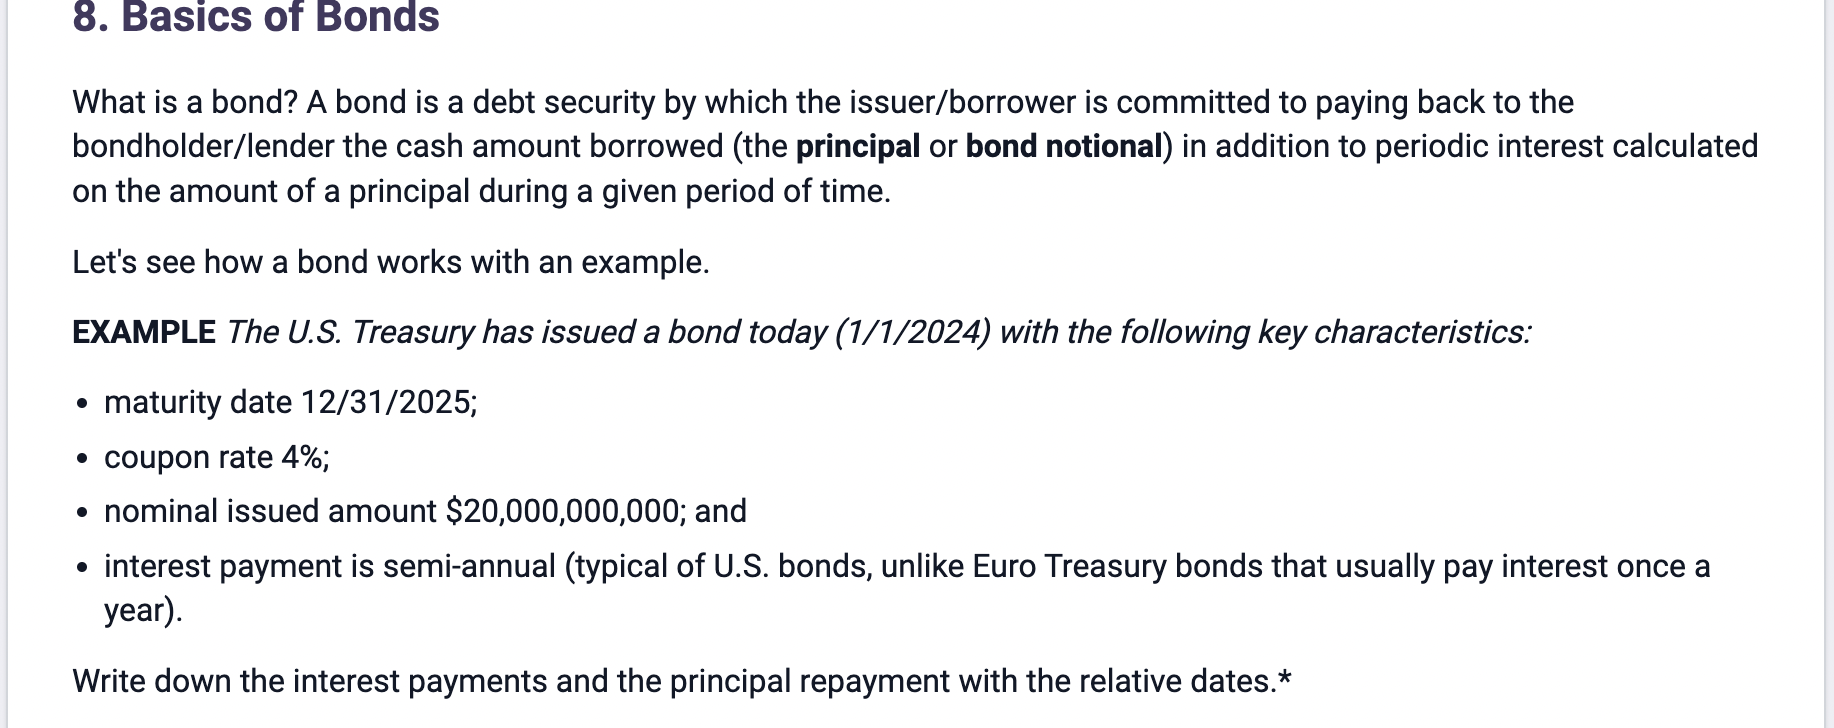 8. Basics of Bonds
What is a bond? A bond is a debt security by which the issuer/borrower is committed to paying back to the
bondholder/lender the cash amount borrowed (the principal or bond notional) in addition to periodic interest calculated
on the amount of a principal during a given period of time.
Let's see how a bond works with an example.
EXAMPLE The U.S. Treasury has issued a bond today (1/1/2024) with the following key characteristics:
• maturity date 12/31/2025;
• coupon rate 4%;
• nominal issued amount $20,000,000,000; and
• interest payment is semi-annual (typical of U.S. bonds, unlike Euro Treasury bonds that usually pay interest once a
year).
Write down the interest payments and the principal repayment with the relative dates.*